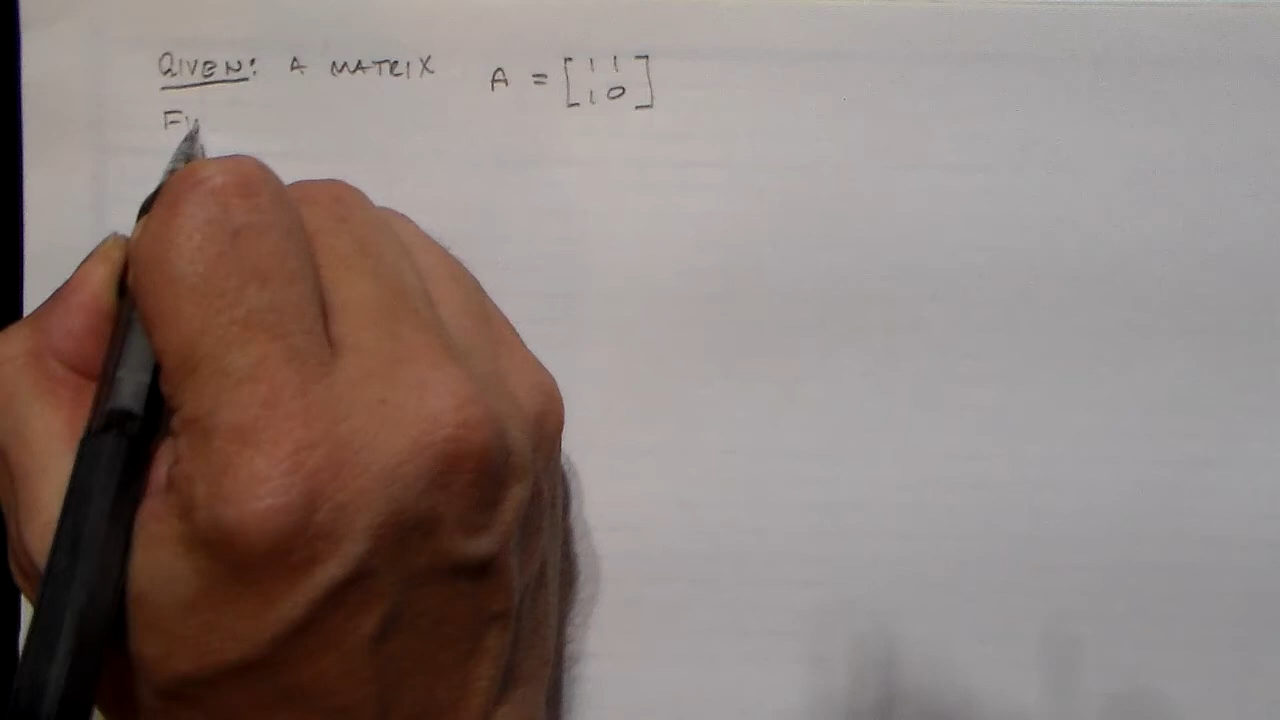 GIVEN: A MATRIX A = [1 1
1 0]